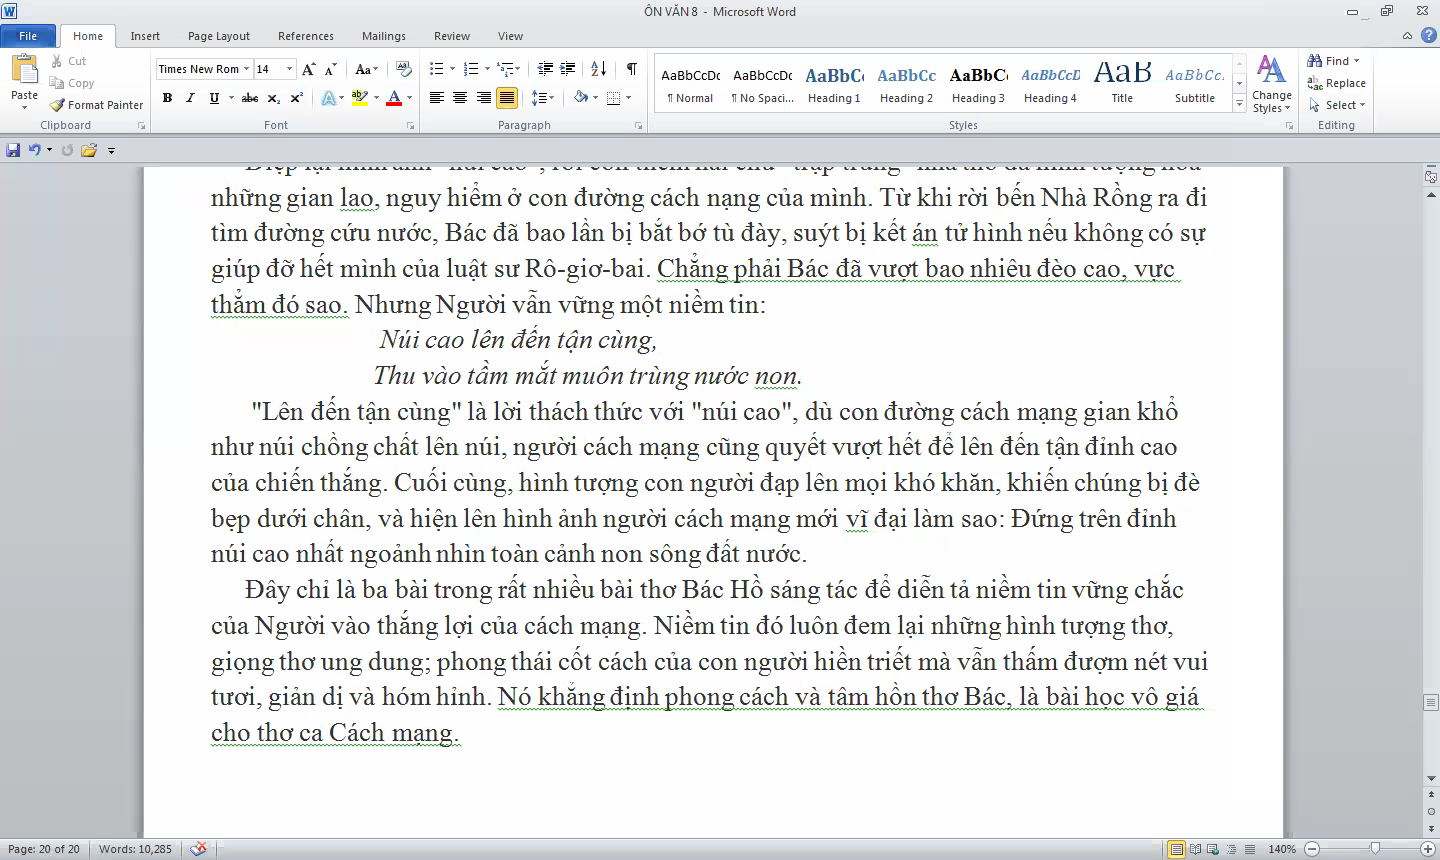 ÔN VĂN 8 - Microsoft Word
File Home Insert Page Layout References Mailings Review View
Paste Cut Copy Format Painter
Times New Rom 14
AaBbCcDc AaBbCcDc AaBbC AaBbCc AaBbC AaBbCcD AaB AaBbCc.
¶ Normal ¶ No Spaci... Heading 1 Heading 2 Heading 3 Heading 4 Title Subtitle
Change Styles
Find Replace Select
Clipboard Font Paragraph Styles Editing
những gian lao, nguy hiểm ở con đường cách nạng của mình. Từ khi rời bến Nhà Rồng ra đi
tìm đường cứu nước, Bác đã bao lần bị bắt bớ tù đày, suýt bị kết án tử hình nếu không có sự
giúp đỡ hết mình của luật sư Rô-giơ-bai. Chẳng phải Bác đã vượt bao nhiêu đèo cao, vực
thẳm đó sao. Nhưng Người vẫn vững một niềm tin:
Núi cao lên đến tận cùng,
Thu vào tầm mắt muôn trùng nước non.
"Lên đến tận cùng" là lời thách thức với "núi cao", dù con đường cách mạng gian khổ
như núi chồng chất lên núi, người cách mạng cũng quyết vượt hết để lên đến tận đỉnh cao
của chiến thắng. Cuối cùng, hình tượng con người đạp lên mọi khó khăn, khiến chúng bị đè
bẹp dưới chân, và hiện lên hình ảnh người cách mạng mới vĩ đại làm sao: Đứng trên đỉnh
núi cao nhất ngoảnh nhìn toàn cảnh non sông đất nước.
Đây chỉ là ba bài trong rất nhiều bài thơ Bác Hồ sáng tác để diễn tả niềm tin vững chắc
của Người vào thắng lợi của cách mạng. Niềm tin đó luôn đem lại những hình tượng thơ,
giọng thơ ung dung; phong thái cốt cách của con người hiền triết mà vẫn thấm đượm nét vui
tươi, giản dị và hóm hỉnh. Nó khẳng định phong cách và tâm hồn thơ Bác, là bài học vô giá
cho thơ ca Cách mạng.
Page: 20 of 20 Words: 10,285 140%